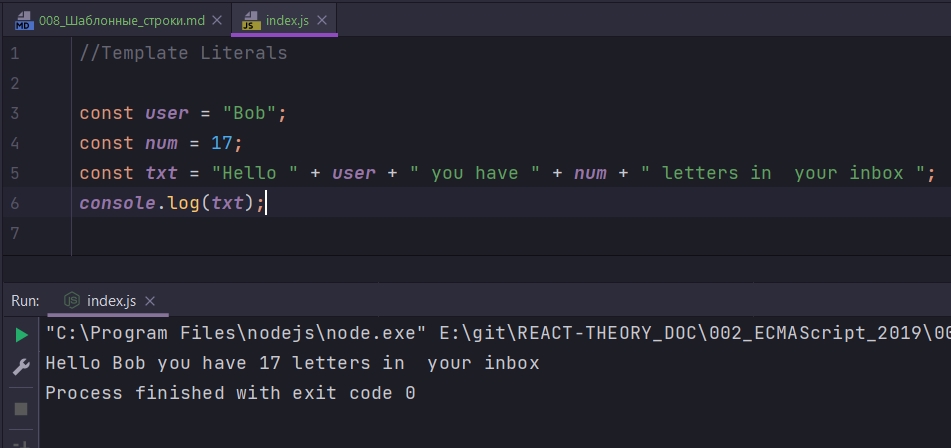 MD 008_Шаблонные_строки.md × JS index.js ×
1 //Template Literals
2
3 const user = "Bob";
4 const num = 17;
5 const txt = "Hello " + user + " you have " + num + " letters in  your inbox ";
6 console.log(txt);
7
Run: index.js ×
"C:\Program Files\nodejs\node.exe" E:\git\REACT-THEORY_DOC\002_ECMAScript_2019\00
Hello Bob you have 17 letters in  your inbox
Process finished with exit code 0